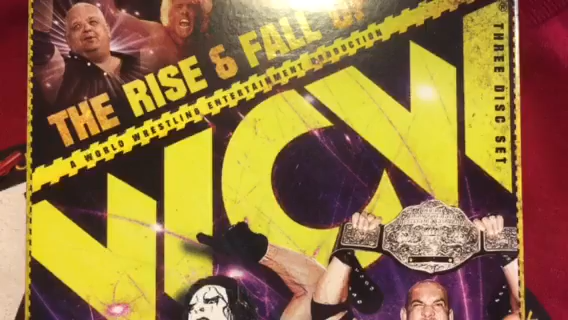 THE RISE & FALL OF
A WORLD WRESTLING ENTERTAINMENT PRODUCTION
WCW
THREE DISC SET